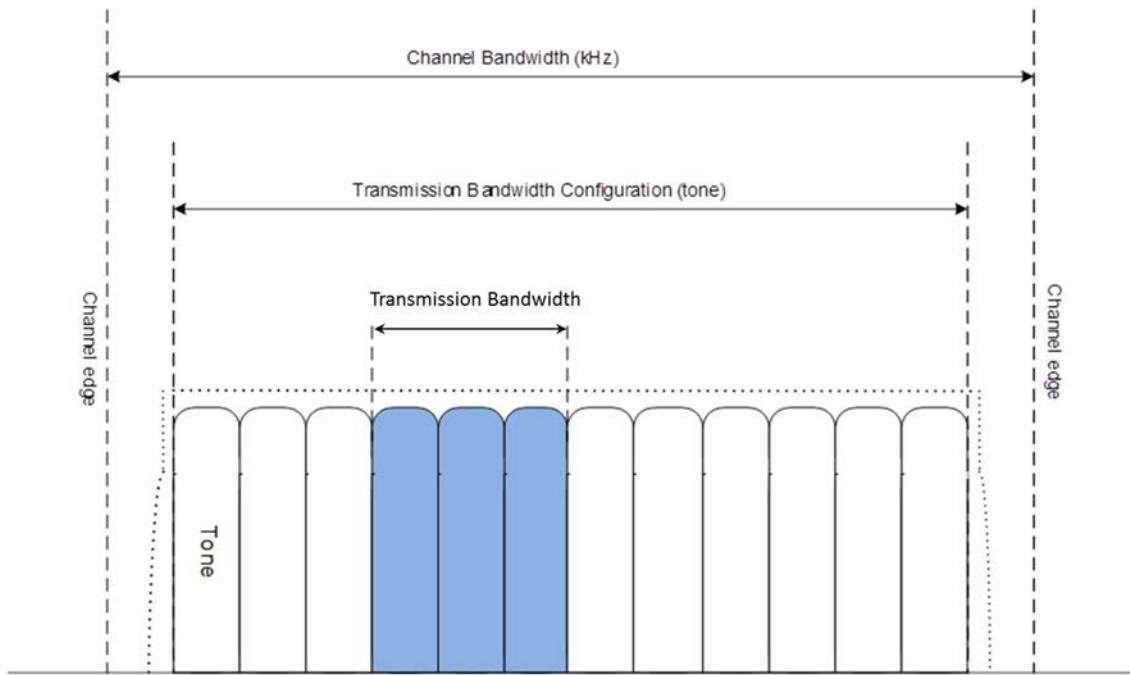 Channel Bandwidth (kHz)
Transmission Bandwidth Configuration (tone)
Transmission Bandwidth
Channel edge
Channel edge
Tone